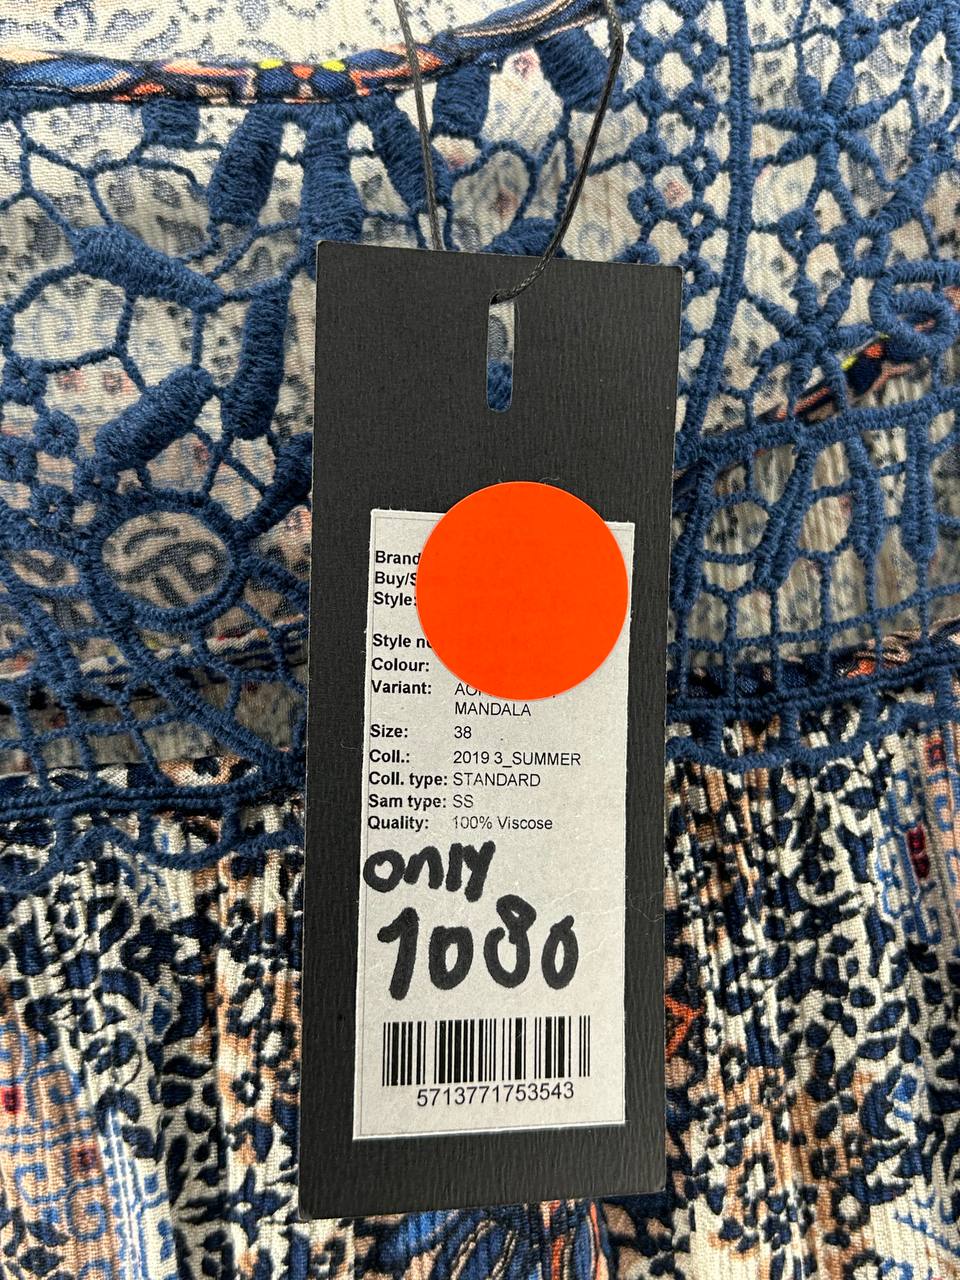 Brand
Buy/S
Style:
Style nu
Colour:
Variant:
MANDALA
Size: 38
Coll.: 2019 3_SUMMER
Coll. type: STANDARD
Sam type: SS
Quality: 100% Viscose
only
1080
5713771753543